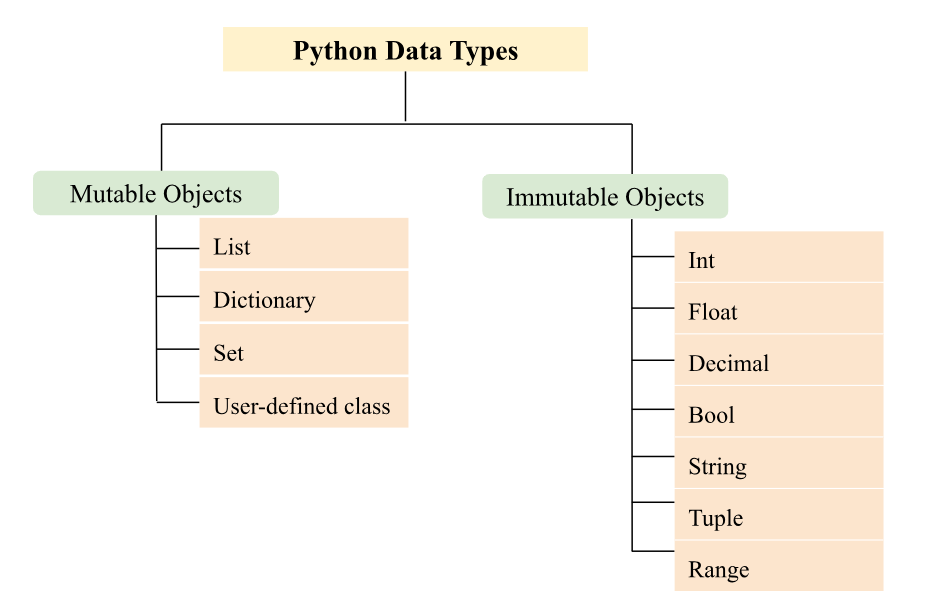 Python Data Types
Mutable Objects
List
Dictionary
Set
User-defined class
Immutable Objects
Int
Float
Decimal
Bool
String
Tuple
Range